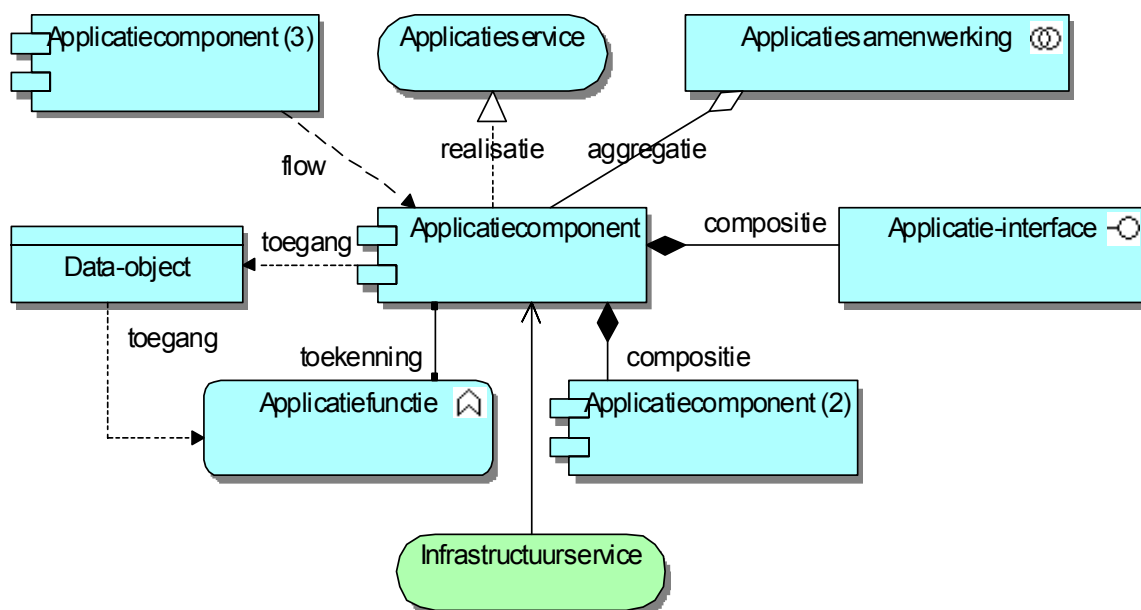 Applicatiecomponent (3)
Applicatieservice
Applicatiesamenwerking
realisatie
aggregatie
flow
Applicatiecomponent
compositie
Applicatie-interface
toegang
Data-object
toegang
toekenning
compositie
Applicatiefunctie
Applicatiecomponent (2)
Infrastructuurservice